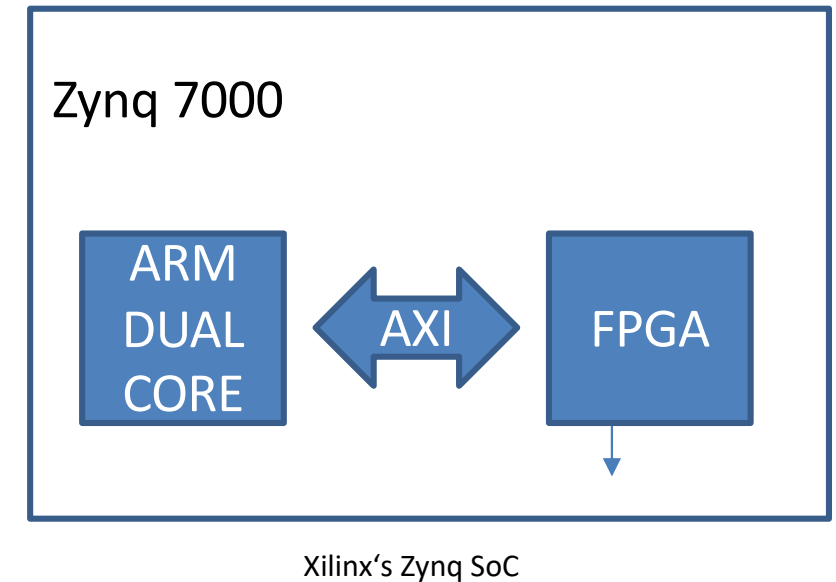 Zynq 7000
ARM
DUAL
CORE
AXI
FPGA
Xilinx‘s Zynq SoC